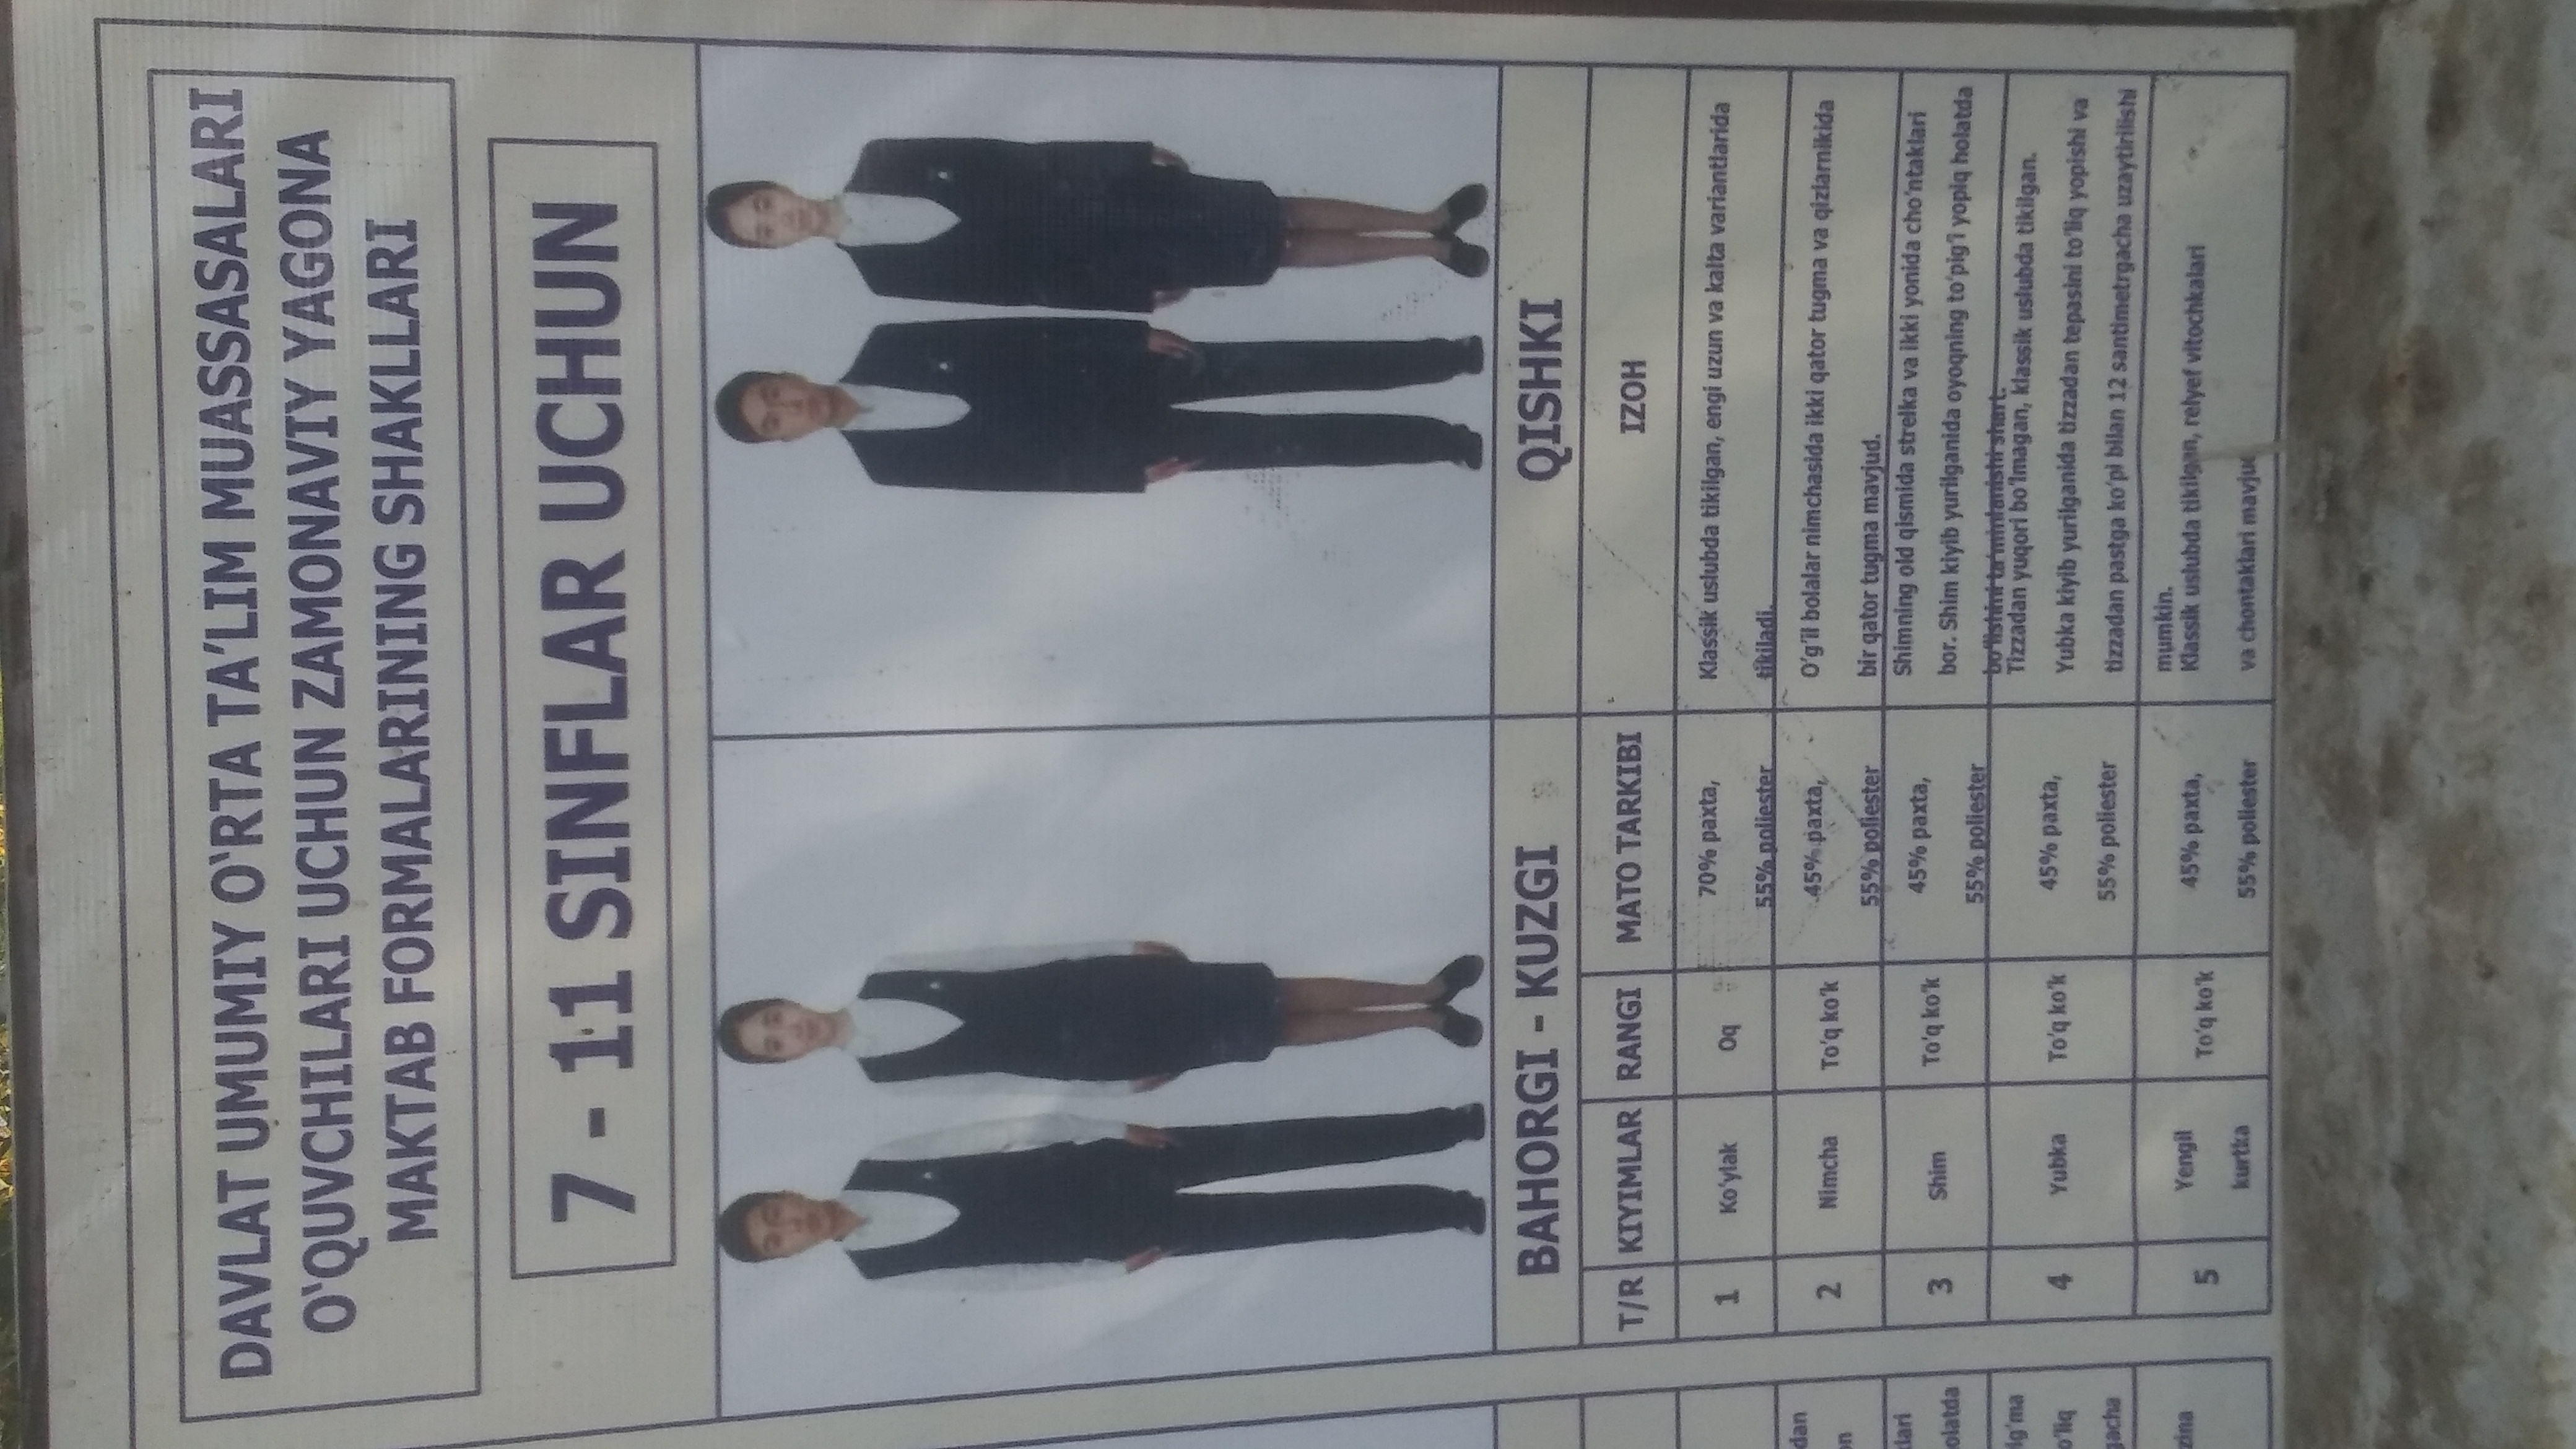 DAVLAT UMUMIY O‘RTA TA’LIM MUASSASALARI
O‘QUVCHILARI UCHUN ZAMONAVIY YAGONA
MAKTAB FORMALARINING SHAKLLARI
7 - 11 SINFLAR UCHUN
BAHORGI - KUZGI
QISHKI
T/R KIYIMLAR RANGI MATO TARKIBI IZOH
1 Ko‘ylak Oq
70% paxta,
55% poliester
Klassik uslubda tikilgan, engi uzun va kalta variantlarida
tikiladi.
2 Nimcha To‘q ko‘k
45% paxta,
55% poliester
O‘g‘il bolalar nimchasida ikki qator tugma va qizlarnikida
bir qator tugma mavjud.
3 Shim To‘q ko‘k
45% paxta,
55% poliester
Shimning old qismida strelka va ikki yonida cho‘ntaklari
bor. Shim kiyib yurilganida oyoqning to‘pig‘i yopiq holatda
bo‘lishini ta’minlanishi shart.
4 Yubka To‘q ko‘k
45% paxta,
55% poliester
Tizzadan yuqori bo‘lmagan, klassik uslubda tikilgan.
Yubka kiyib yurilganida tizzadan tepasini to‘liq yopishi va
tizzadan pastga ko‘pi bilan 12 santimetrgacha uzaytirilishi
mumkin.
5 Yengil
kurtka
To‘q ko‘k
45% paxta,
55% poliester
Klassik uslubda tikilgan, relyef vitochkalari
va chontaklari mavjud
dan
on
lari
olatda
ig‘ma
o‘liq
gacha
zina